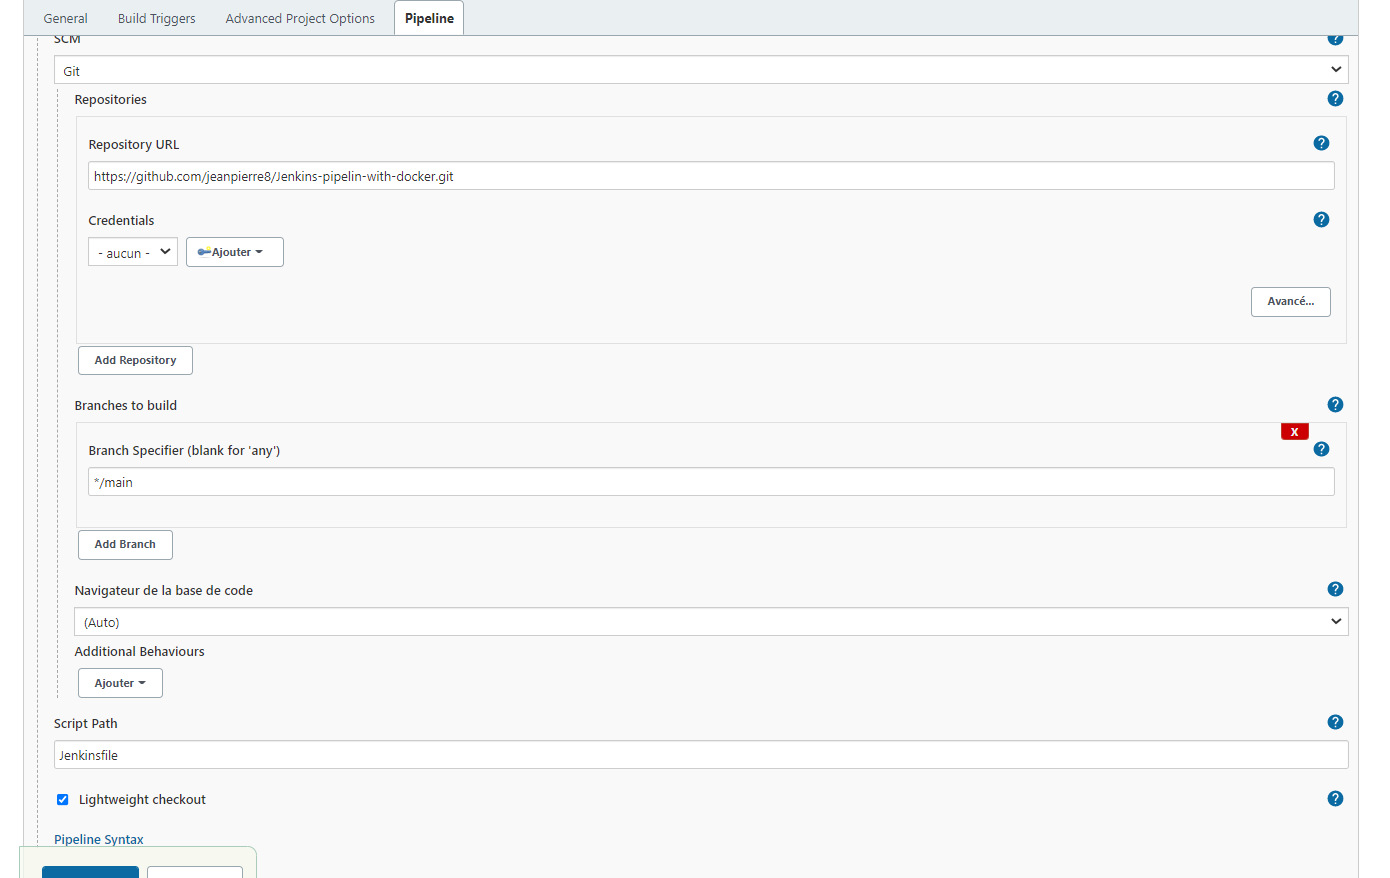 General Build Triggers Advanced Project Options Pipeline
SCM ?
Git
Repositories ?
Repository URL ?
https://github.com/jeanpierre8/Jenkins-pipelin-with-docker.git
Credentials ?
- aucun - Ajouter
Avancé...
Add Repository
Branches to build ?
X
Branch Specifier (blank for 'any') ?
*/main
Add Branch
Navigateur de la base de code ?
(Auto)
Additional Behaviours
Ajouter
Script Path ?
Jenkinsfile
Lightweight checkout ?
Pipeline Syntax